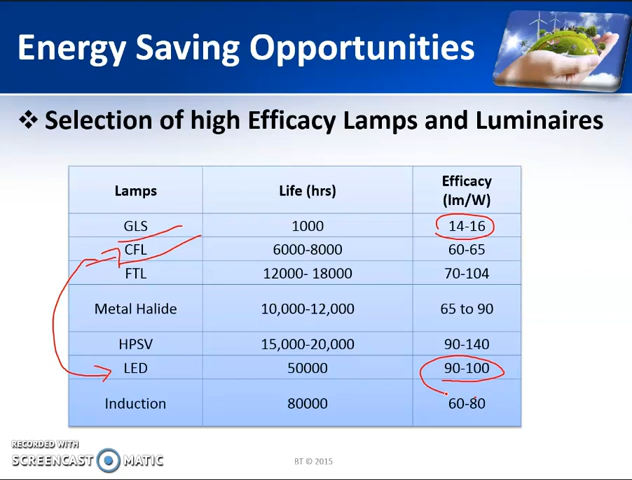 Energy Saving Opportunities
❖ Selection of high Efficacy Lamps and Luminaires
Lamps Life (hrs) Efficacy (lm/W)
GLS 1000 14-16
CFL 6000-8000 60-65
FTL 12000- 18000 70-104
Metal Halide 10,000-12,000 65 to 90
HPSV 15,000-20,000 90-140
LED 50000 90-100
Induction 80000 60-80
RECORDED WITH
SCREENCAST MATIC
BT © 2015